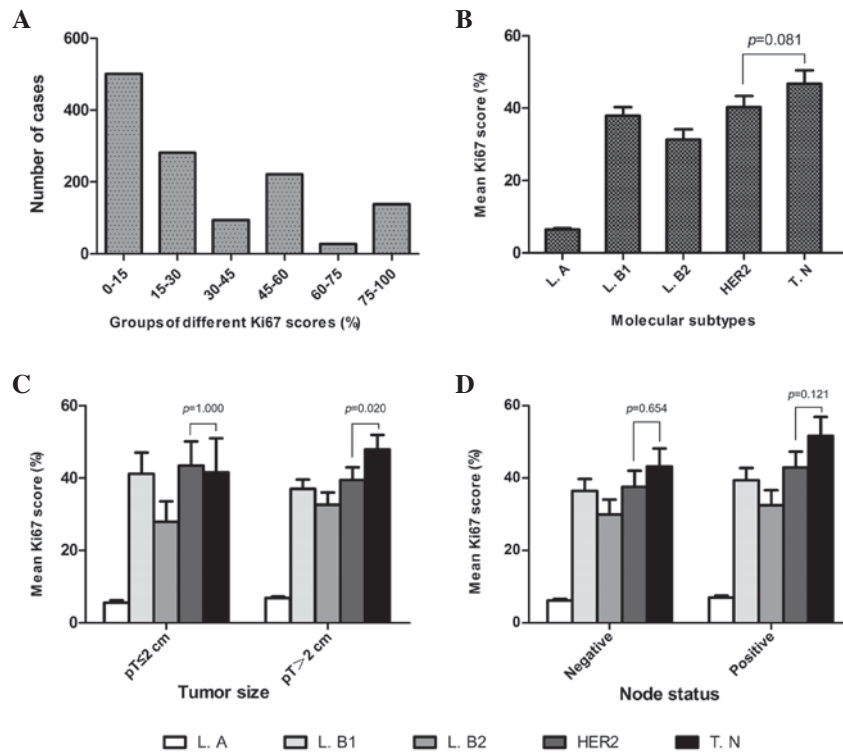 A
600
400
200
0
Number of cases
0-15
15-30
30-45
45-60
60-75
75-100
Groups of different Ki67 scores (%)
B
60
40
20
0
Mean Ki67 score (%)
p=0.081
L. A
L. B1
L. B2
HER2
T. N
Molecular subtypes
C
60
40
20
0
Mean Ki67 score (%)
p=1.000
p=0.020
pT≤2 cm
pT>2 cm
Tumor size
D
60
40
20
0
Mean Ki67 score (%)
p=0.654
p=0.121
Negative
Positive
Node status
L. A
L. B1
L. B2
HER2
T. N